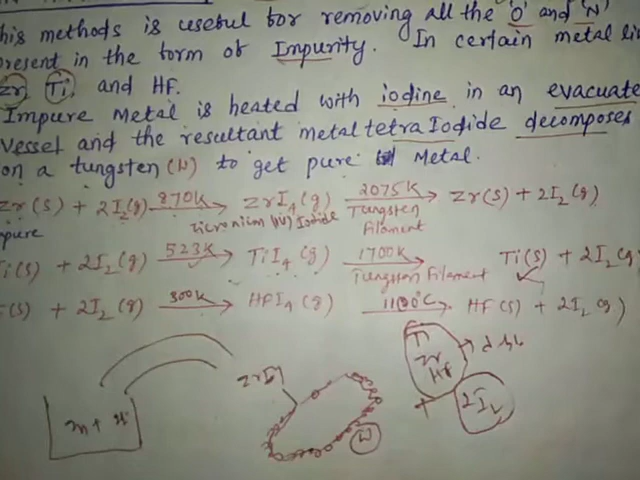 his methods is useful for removing all the 'O' and 'N'
present in the form of Impurity. In certain metal li
Zr, Ti, and HF.
Impure Metal is heated with iodine in an evacuate
Vessel and the resultant metal tetra Iodide decomposes
on a tungsten (W) to get pure Metal.
Zr(s) + 2I2(g) 870K → ZrI4(g) 2075K → Zr(s) + 2I2(g)
mpure Zirconium (IV) Iodide Tungsten Filament
Ti(s) + 2I2(g) 523K → TiI4(g) 1700K → Ti(s) + 2I2(g
Tungsten Filament
(s) + 2I2(g) 300K → HFI4(g) 1100°C → HF(s) + 2I2(g)
Ti
Zr
HF
ZrI4
2I2
W